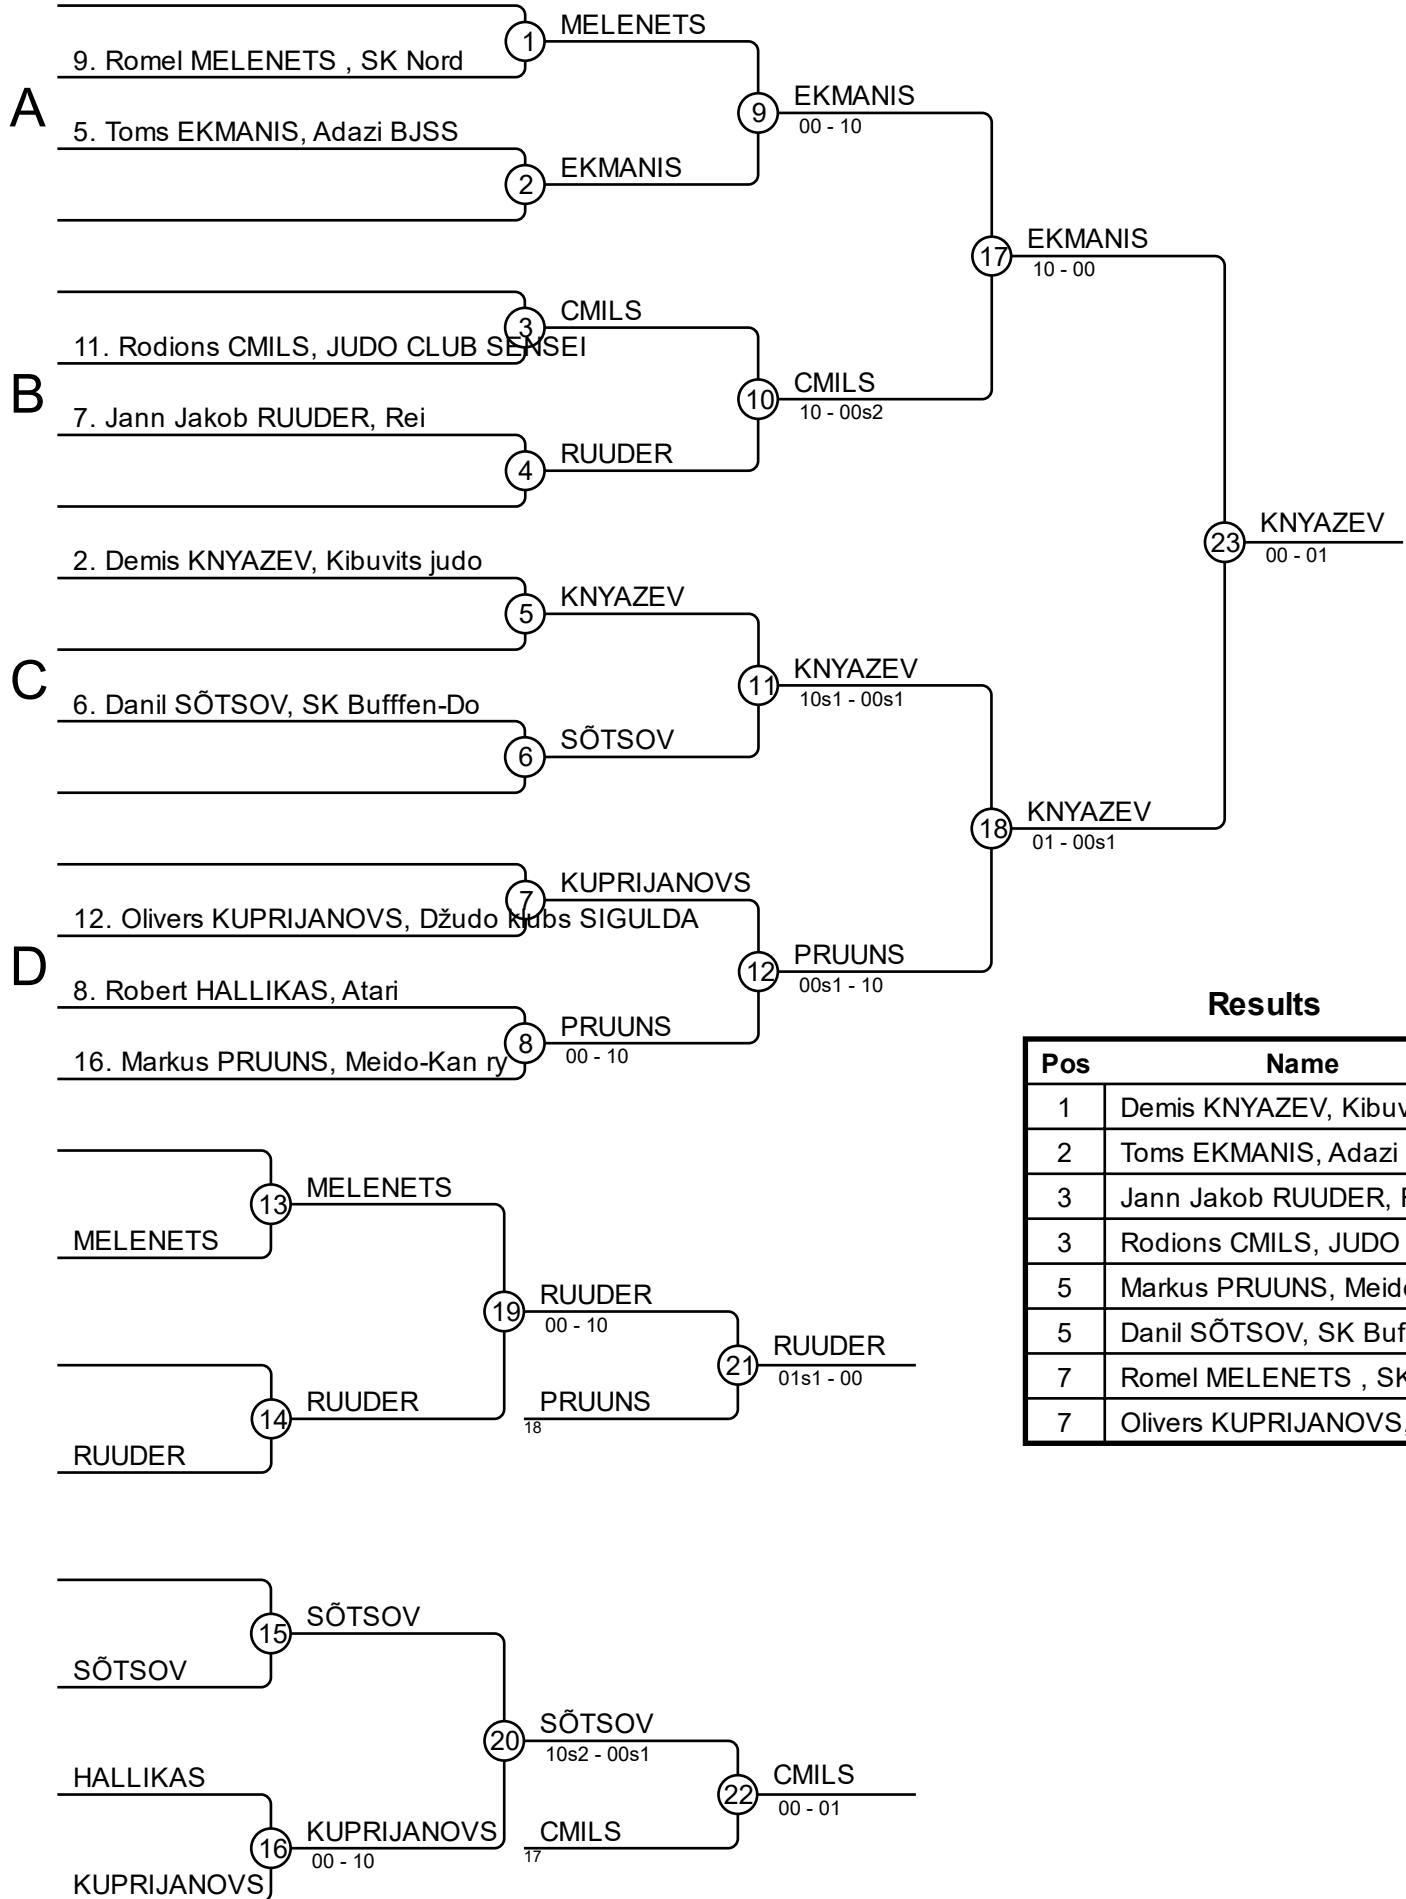 1
MELENETS
9. Romel MELENETS , SK Nord
A
9
EKMANIS
00 - 10
5. Toms EKMANIS, Adazi BJSS
2
EKMANIS
17
EKMANIS
10 - 00
3
CMILS
11. Rodions CMILS, JUDO CLUB SENSEI
B
10
CMILS
10 - 00s2
7. Jann Jakob RUUDER, Rei
4
RUUDER
23
KNYAZEV
00 - 01
2. Demis KNYAZEV, Kibuvits judo
5
KNYAZEV
C
11
KNYAZEV
10s1 - 00s1
6. Danil SÕTSOV, SK Bufffen-Do
6
SÕTSOV
18
KNYAZEV
01 - 00s1
7
KUPRIJANOVS
12. Olivers KUPRIJANOVS, Džudo klubs SIGULDA
D
12
PRUUNS
00s1 - 10
8. Robert HALLIKAS, Atari
8
PRUUNS
00 - 10
16. Markus PRUUNS, Meido-Kan ry
Results
Pos Name
1 Demis KNYAZEV, Kibuv
2 Toms EKMANIS, Adazi
3 Jann Jakob RUUDER,
3 Rodions CMILS, JUDO
5 Markus PRUUNS, Meid
5 Danil SÕTSOV, SK Buf
7 Romel MELENETS , SK
7 Olivers KUPRIJANOVS,
13
MELENETS
MELENETS
19
RUUDER
00 - 10
21
RUUDER
01s1 - 00
14
RUUDER
PRUUNS
18
RUUDER
15
SÕTSOV
SÕTSOV
20
SÕTSOV
10s2 - 00s1
HALLIKAS
22
CMILS
00 - 01
16
KUPRIJANOVS
00 - 10
CMILS
17
KUPRIJANOVS